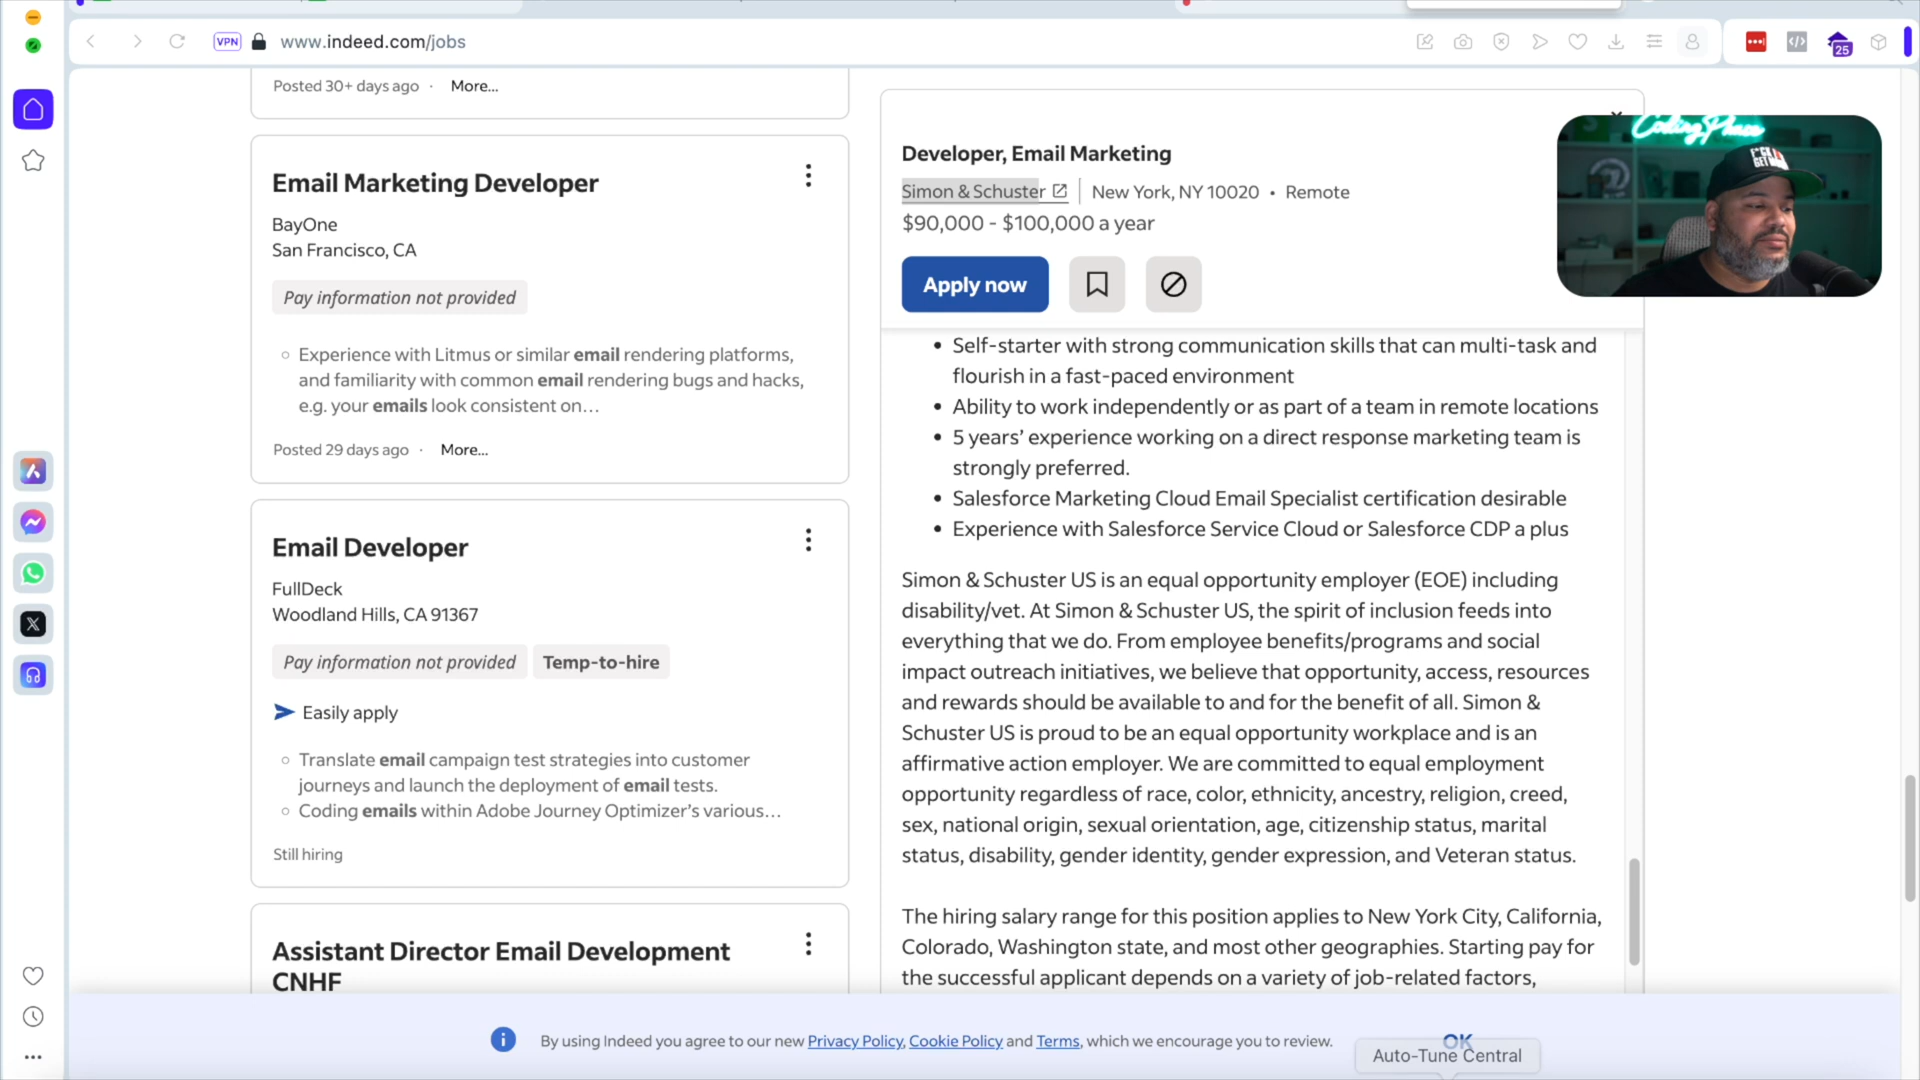 VPN
www.indeed.com/jobs
25
Posted 30+ days ago · More...
Email Marketing Developer
BayOne
San Francisco, CA
Pay information not provided
Experience with Litmus or similar email rendering platforms,
and familiarity with common email rendering bugs and hacks,
e.g. your emails look consistent on…
Posted 29 days ago · More...
Email Developer
FullDeck
Woodland Hills, CA 91367
Pay information not provided
Temp-to-hire
Easily apply
Translate email campaign test strategies into customer
journeys and launch the deployment of email tests.
Coding emails within Adobe Journey Optimizer's various…
Still hiring
Assistant Director Email Development
CNHF
Developer, Email Marketing
Simon & Schuster
New York, NY 10020 • Remote
$90,000 - $100,000 a year
Apply now
CodingPhase
• Self-starter with strong communication skills that can multi-task and
flourish in a fast-paced environment
• Ability to work independently or as part of a team in remote locations
• 5 years' experience working on a direct response marketing team is
strongly preferred.
• Salesforce Marketing Cloud Email Specialist certification desirable
• Experience with Salesforce Service Cloud or Salesforce CDP a plus
Simon & Schuster US is an equal opportunity employer (EOE) including
disability/vet. At Simon & Schuster US, the spirit of inclusion feeds into
everything that we do. From employee benefits/programs and social
impact outreach initiatives, we believe that opportunity, access, resources
and rewards should be available to and for the benefit of all. Simon &
Schuster US is proud to be an equal opportunity workplace and is an
affirmative action employer. We are committed to equal employment
opportunity regardless of race, color, ethnicity, ancestry, religion, creed,
sex, national origin, sexual orientation, age, citizenship status, marital
status, disability, gender identity, gender expression, and Veteran status.
The hiring salary range for this position applies to New York City, California,
Colorado, Washington state, and most other geographies. Starting pay for
the successful applicant depends on a variety of job-related factors,
By using Indeed you agree to our new Privacy Policy, Cookie Policy and Terms, which we encourage you to review.
OK
Auto-Tune Central